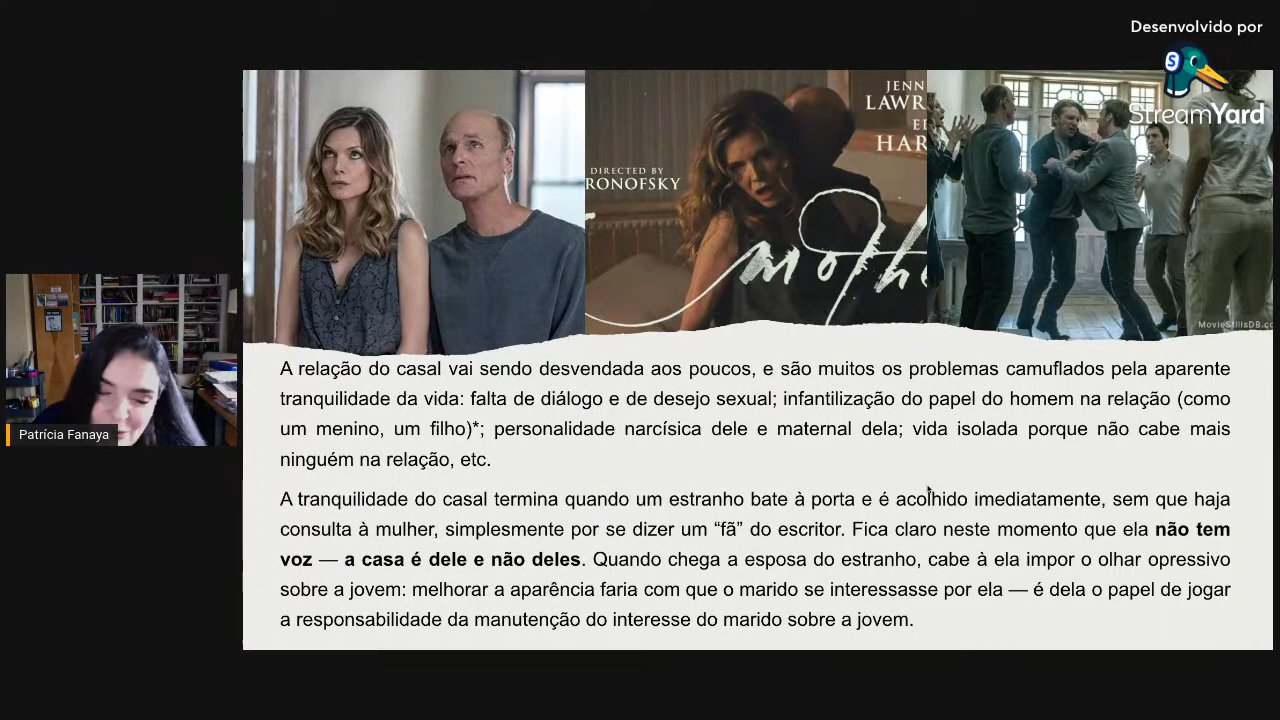 Desenvolvido por
S
StreamYard
JENN
LAWR
HAR
DIRECTED BY
RONOFSKY
moth
MovieStillsDB.co
A relação do casal vai sendo desvendada aos poucos, e são muitos os problemas camuflados pela aparente
tranquilidade da vida: falta de diálogo e de desejo sexual; infantilização do papel do homem na relação (como
um menino, um filho)*; personalidade narcísica dele e maternal dela; vida isolada porque não cabe mais
ninguém na relação, etc.
A tranquilidade do casal termina quando um estranho bate à porta e é acolhido imediatamente, sem que haja
consulta à mulher, simplesmente por se dizer um “fã” do escritor. Fica claro neste momento que ela não tem
voz — a casa é dele e não deles. Quando chega a esposa do estranho, cabe à ela impor o olhar opressivo
sobre a jovem: melhorar a aparência faria com que o marido se interessasse por ela — é dela o papel de jogar
a responsabilidade da manutenção do interesse do marido sobre a jovem.
Patrícia Fanaya